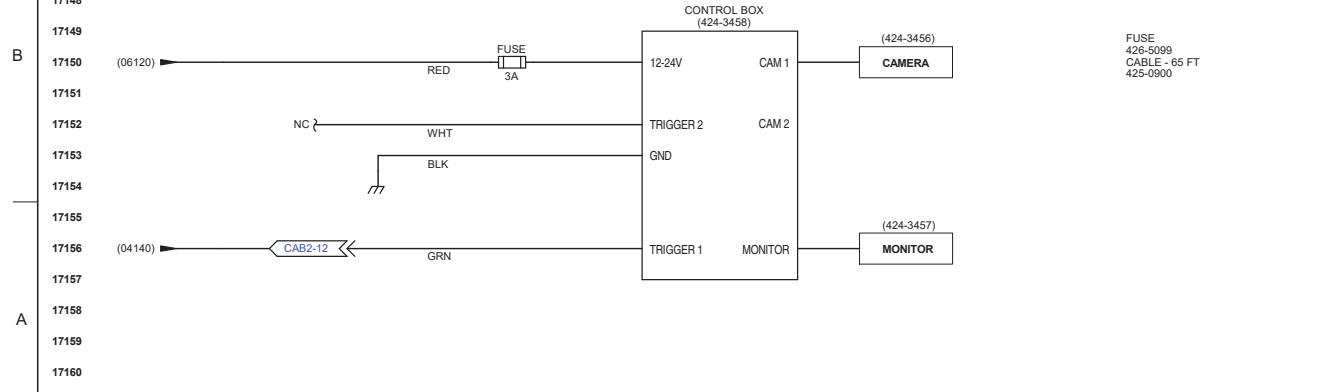 17148
CONTROL BOX
(424-3458)
17149
B
(424-3456)
FUSE
FUSE
426-5099
17150
(06120)
RED
3A
12-24V
CAM 1
CAMERA
CABLE - 65 FT
425-0900
17151
17152
NC
WHT
TRIGGER 2
CAM 2
17153
BLK
GND
17154
17155
(424-3457)
17156
(04140)
CAB2-12
GRN
TRIGGER 1
MONITOR
MONITOR
17157
17158
A
17159
17160